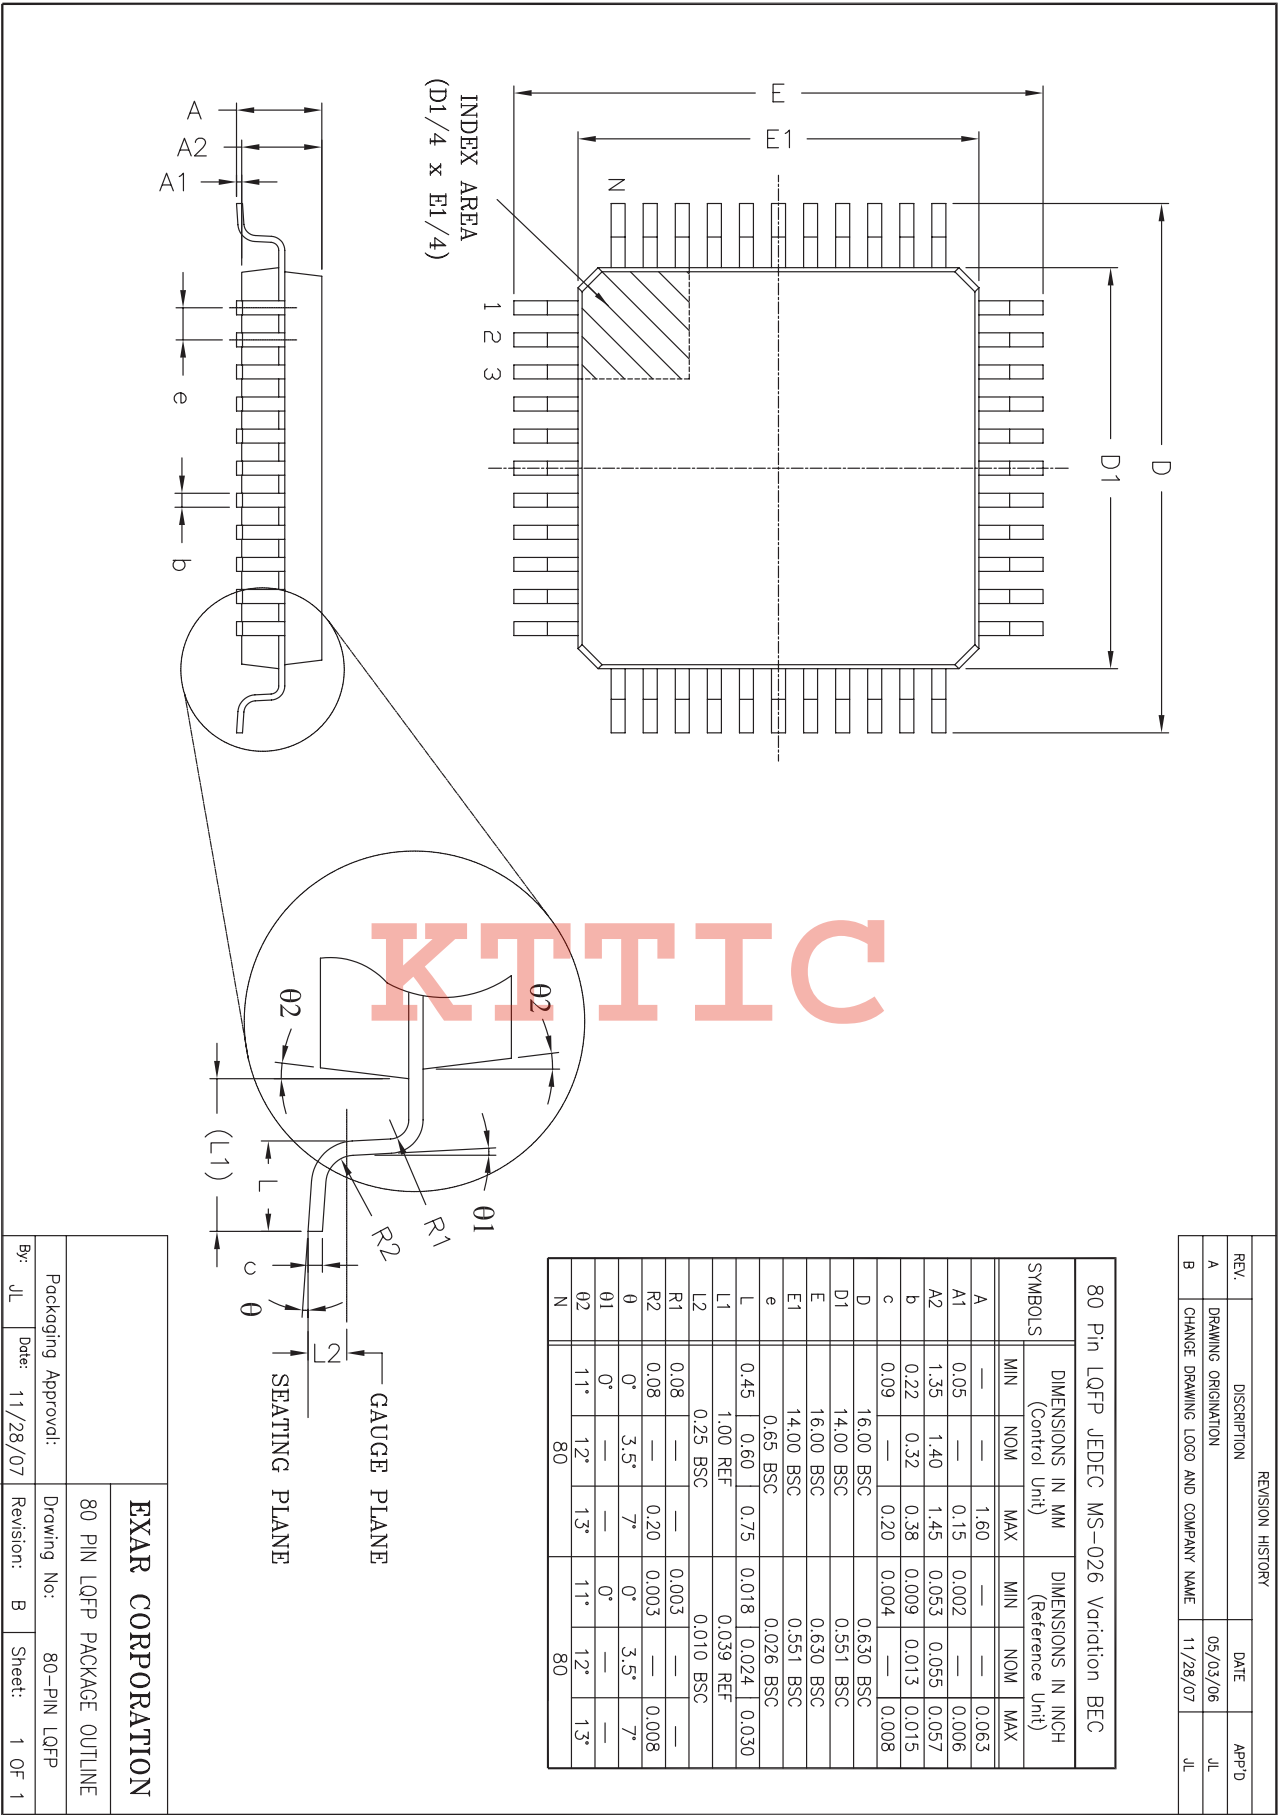 REVISION HISTORY
REV. DISCRIPTION DATE APP'D
A DRAWING ORIGINATION 05/03/06 JL
B CHANGE DRAWING LOGO AND COMPANY NAME 11/28/07 JL
D
D1
E
E1
N
1 2 3
INDEX AREA
(D1/4 x E1/4)
A
A2
A1
e
b
KTTIC
θ2
θ2
θ1
R1
R2
L
(L1)
c
θ
L2
GAUGE PLANE
SEATING PLANE
80 Pin LQFP JEDEC MS-026 Variation BEC
SYMBOLS DIMENSIONS IN MM (Control Unit) DIMENSIONS IN INCH (Reference Unit)
MIN NOM MAX MIN NOM MAX
A — — 1.60 — — 0.063
A1 0.05 — 0.15 0.002 — 0.006
A2 1.35 1.40 1.45 0.053 0.055 0.057
b 0.22 0.32 0.38 0.009 0.013 0.015
c 0.09 — 0.20 0.004 — 0.008
D 16.00 BSC 0.630 BSC
D1 14.00 BSC 0.551 BSC
E 16.00 BSC 0.630 BSC
E1 14.00 BSC 0.551 BSC
e 0.65 BSC 0.026 BSC
L 0.45 0.60 0.75 0.018 0.024 0.030
L1 1.00 REF 0.039 REF
L2 0.25 BSC 0.010 BSC
R1 0.08 — — 0.003 — —
R2 0.08 — 0.20 0.003 — 0.008
θ 0° 3.5° 7° 0° 3.5° 7°
θ1 0° — — 0° — —
θ2 11° 12° 13° 11° 12° 13°
N 80 80
EXAR CORPORATION
80 PIN LQFP PACKAGE OUTLINE
Packaging Approval: Drawing No: 80-PIN LQFP
By: JL Date: 11/28/07 Revision: B Sheet: 1 OF 1